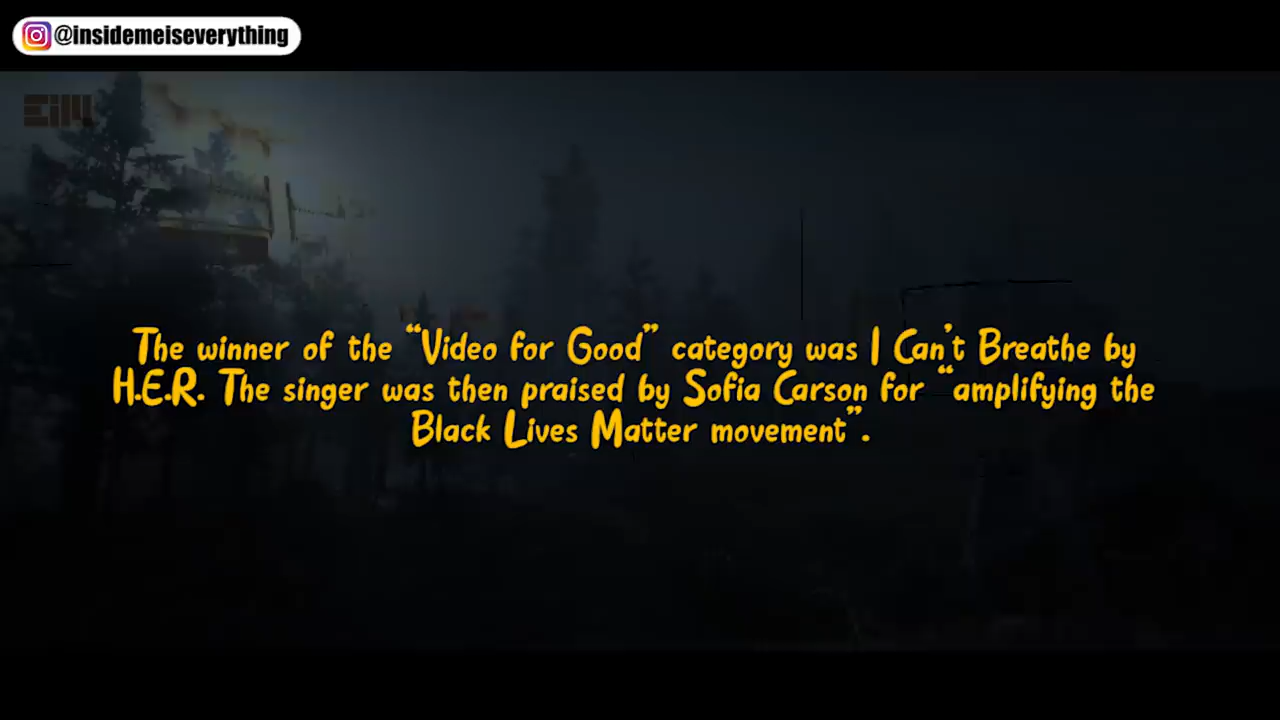 @insidemeiseverything
The winner of the “Video for Good” category was I Can't Breathe by
H.E.R. The singer was then praised by Sofia Carson for “amplifying the
Black Lives Matter movement”.